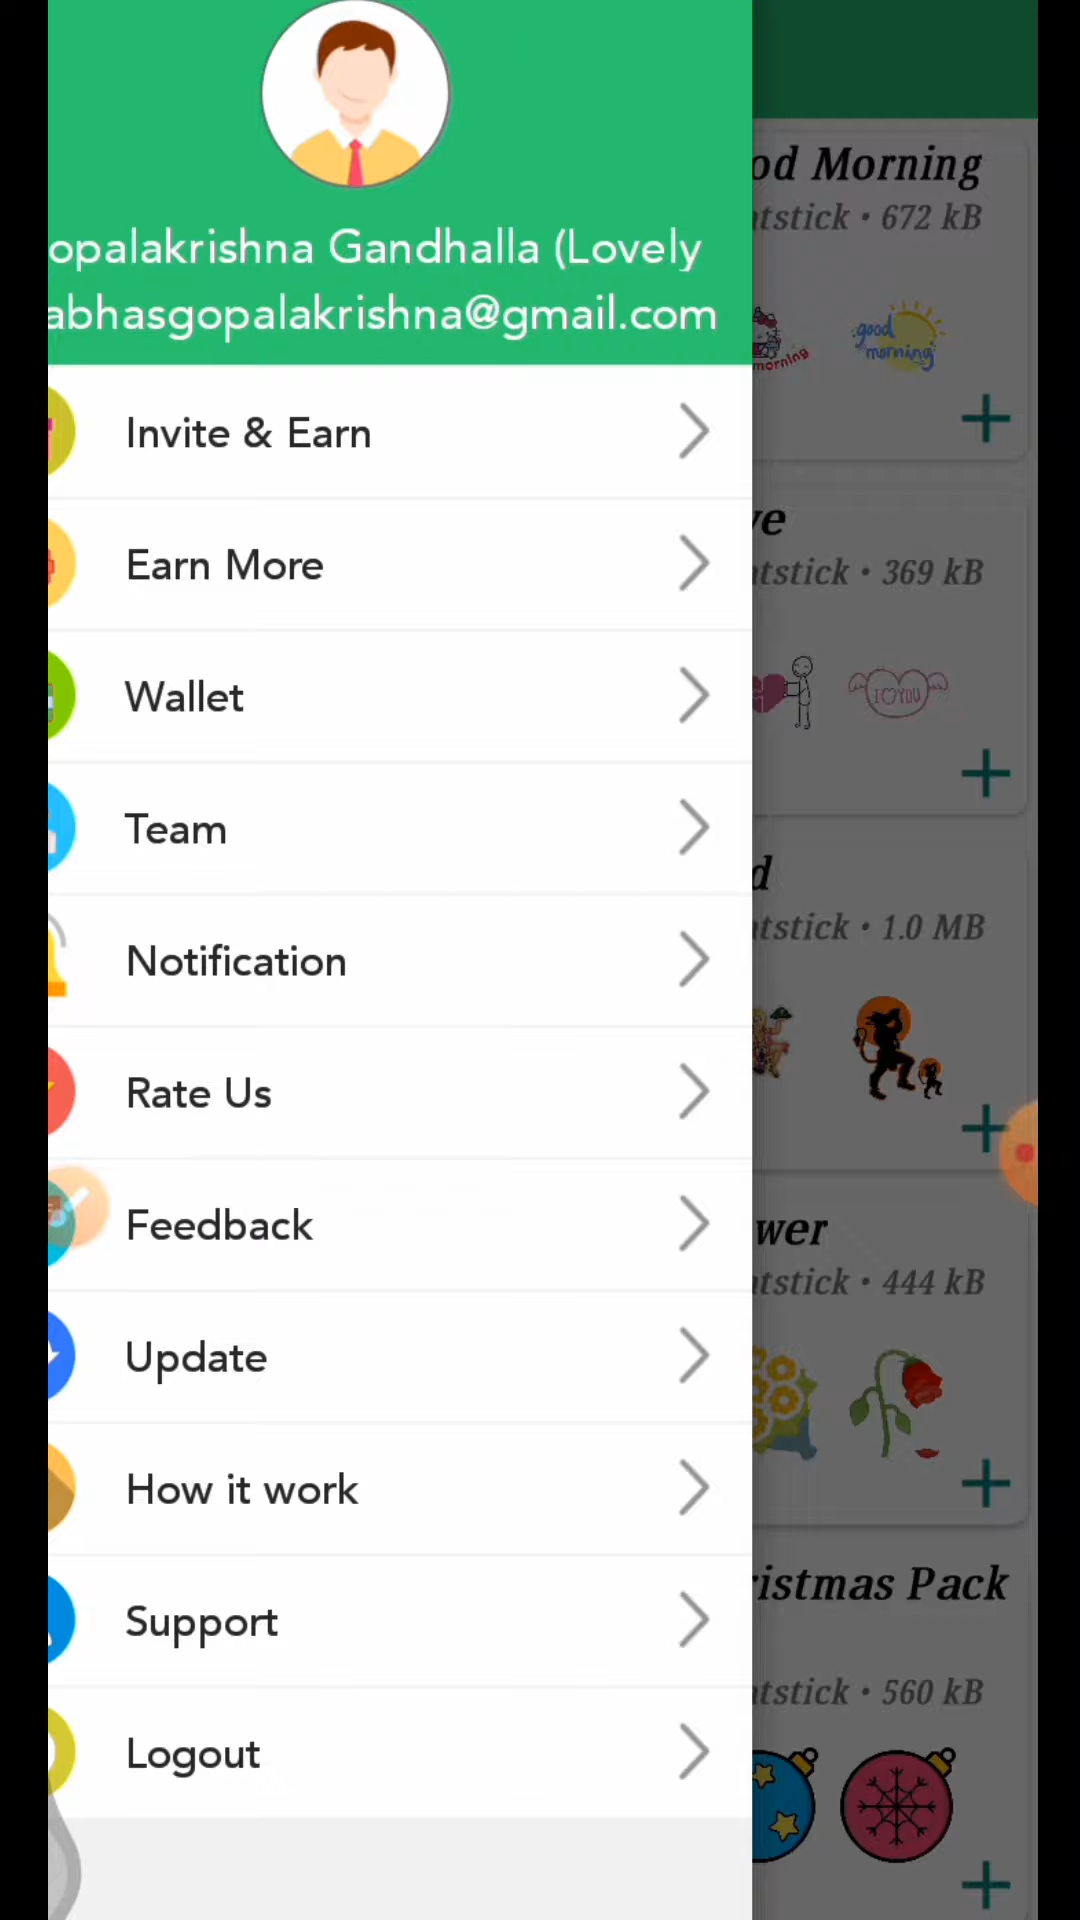 opalakrishna Gandhalla (Lovely
abhasgopalakrishna@gmail.com
Invite & Earn
Earn More
Wallet
Team
Notification
Rate Us
Feedback
Update
How it work
Support
Logout
od Morning
tstick • 672 kB
morning
good
morning
ve
tstick • 369 kB
I♡YOU
d
tstick • 1.0 MB
wer
tstick • 444 kB
istmas Pack
tstick • 560 kB